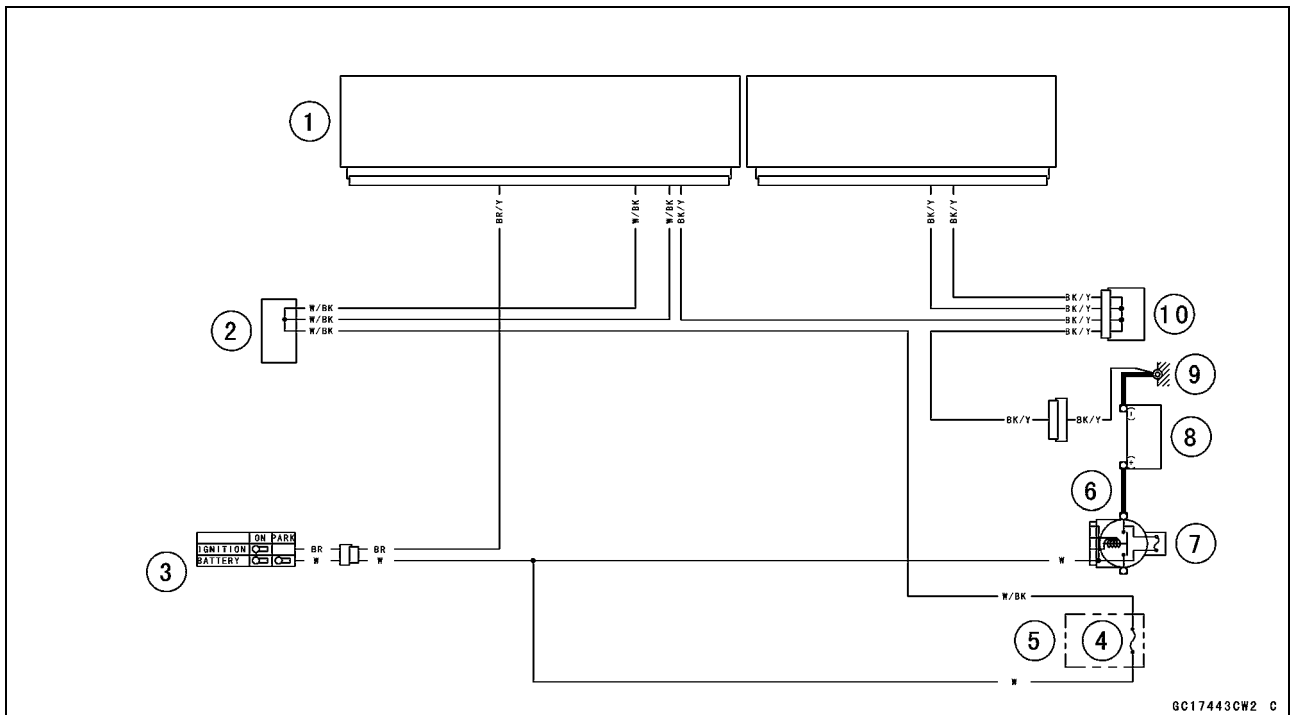 1
BR/Y
W/BK
W/BK
BK/Y
BK/Y
BK/Y
2
W/BK
W/BK
W/BK
BK/Y
BK/Y
BK/Y
BK/Y
10
9
BK/Y
BK/Y
(-)
8
(+)
6
ON PARK
IGNITION
BATTERY
BR
W
BR
W
W
7
3
W/BK
5
4
W
GC17443CW2 C